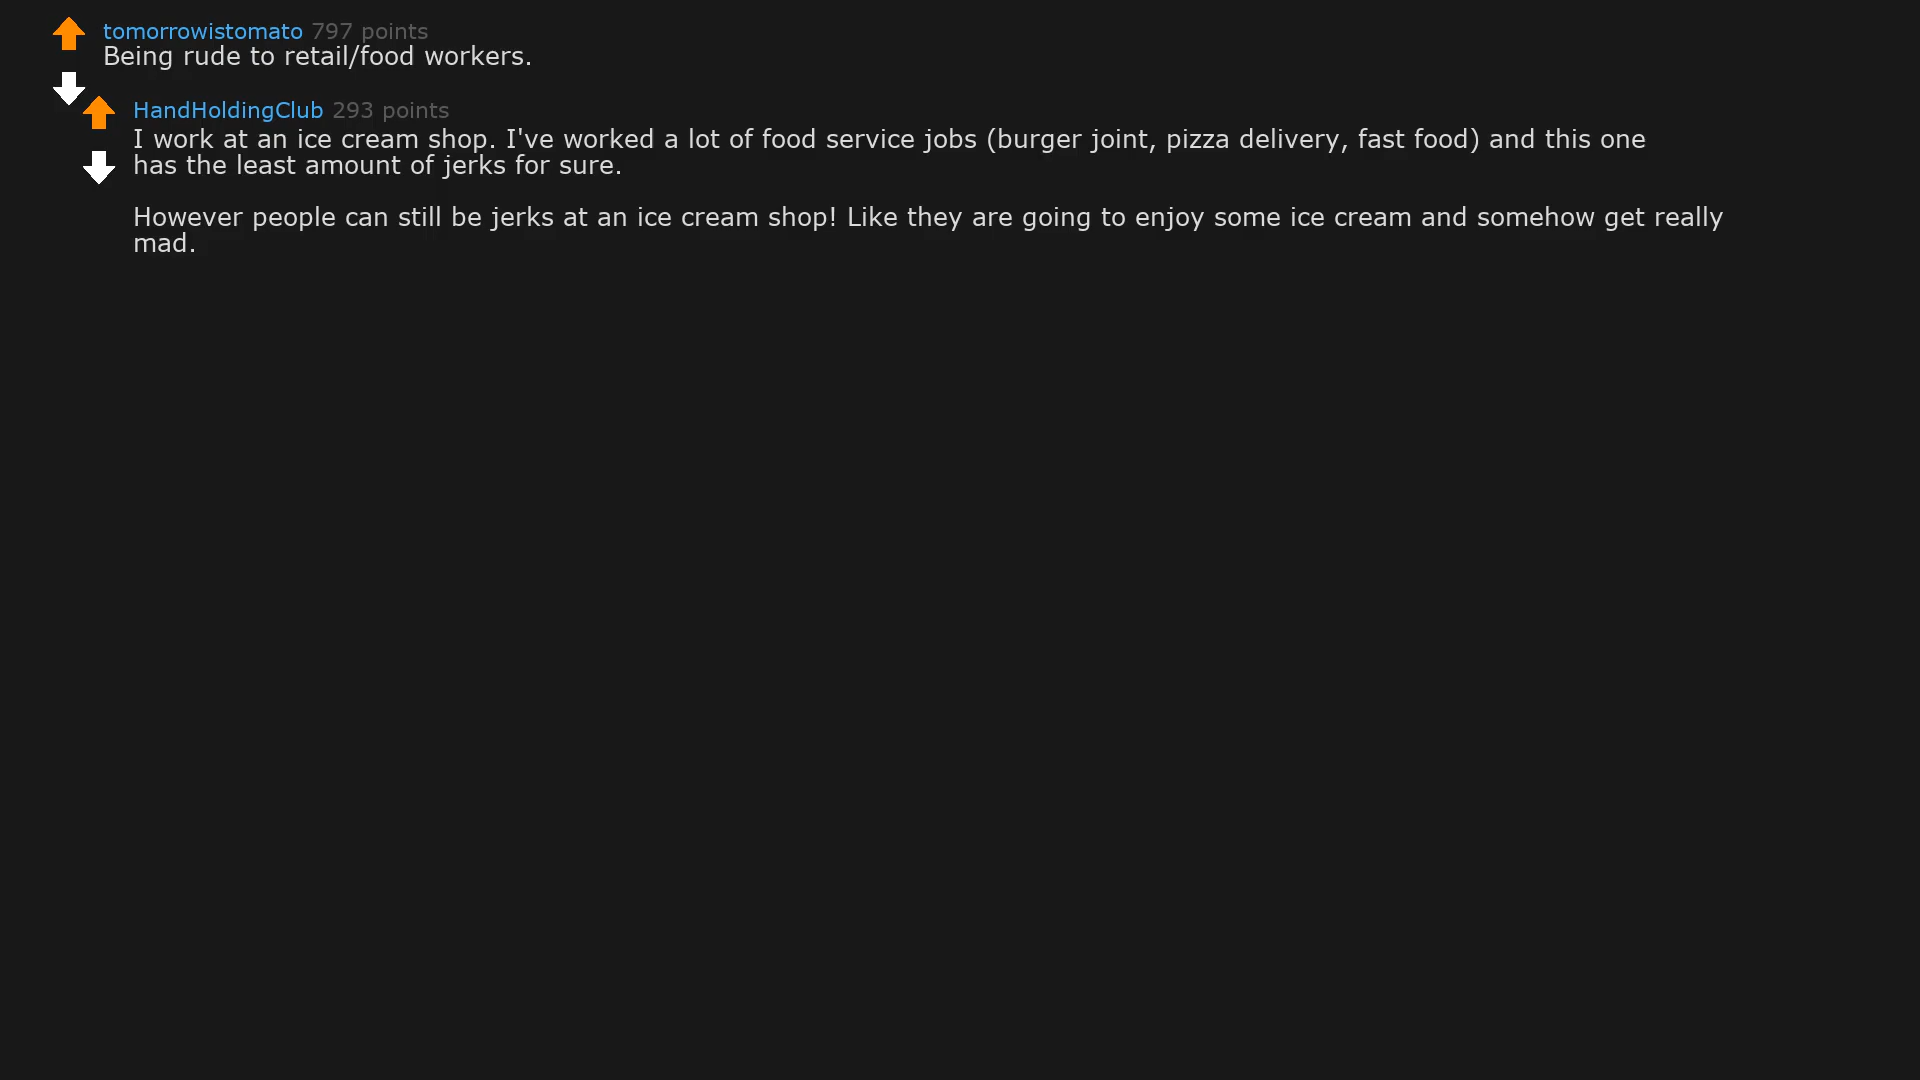 tomorrowistomato 797 points
Being rude to retail/food workers.
HandHoldingClub 293 points
I work at an ice cream shop. I've worked a lot of food service jobs (burger joint, pizza delivery, fast food) and this one
has the least amount of jerks for sure.
However people can still be jerks at an ice cream shop! Like they are going to enjoy some ice cream and somehow get really
mad.